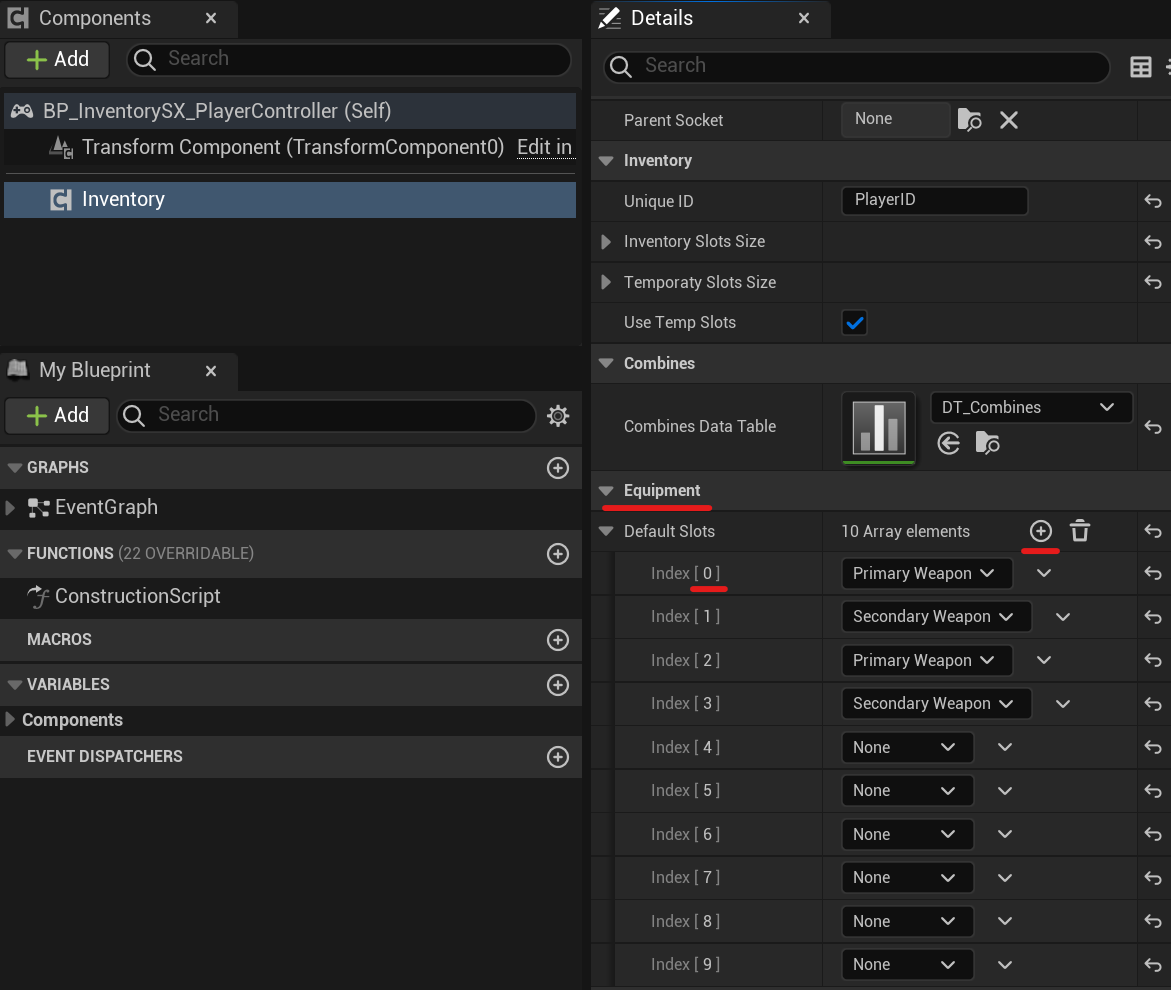 Components
Add
Search
BP_InventorySX_PlayerController (Self)
Transform Component (TransformComponent0) Edit in
Inventory
My Blueprint
Add
Search
GRAPHS
EventGraph
FUNCTIONS (22 OVERRIDABLE)
ConstructionScript
MACROS
VARIABLES
Components
EVENT DISPATCHERS
Details
Search
Parent Socket None
Inventory
Unique ID PlayerID
Inventory Slots Size
Temporaty Slots Size
Use Temp Slots
Combines
Combines Data Table DT_Combines
Equipment
Default Slots 10 Array elements
Index [ 0 ] Primary Weapon
Index [ 1 ] Secondary Weapon
Index [ 2 ] Primary Weapon
Index [ 3 ] Secondary Weapon
Index [ 4 ] None
Index [ 5 ] None
Index [ 6 ] None
Index [ 7 ] None
Index [ 8 ] None
Index [ 9 ] None